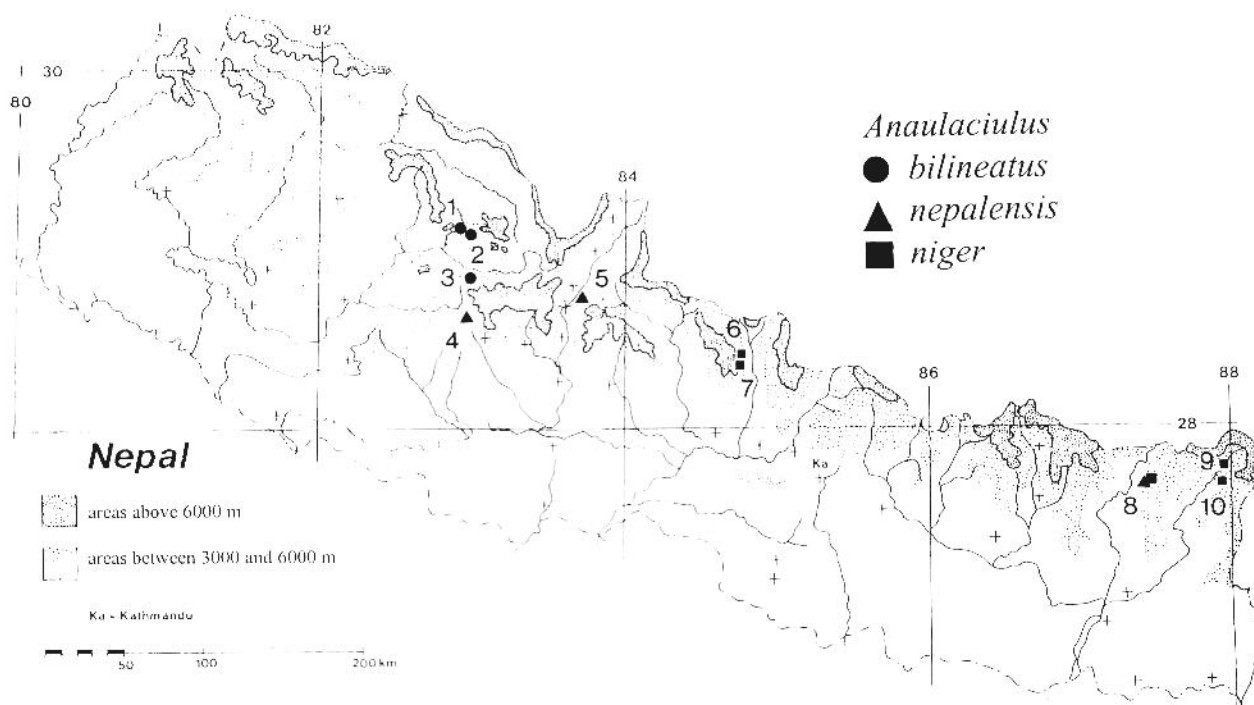 82
30
80
Anaulaciulus
bilineatus
nepalensis
niger
84
1
2
3
5
4
6
7
86
88
28
Nepal
Ka
9
8
10
areas above 6000 m
areas between 3000 and 6000 m
Ka = Kathmandu
50 100 200 km